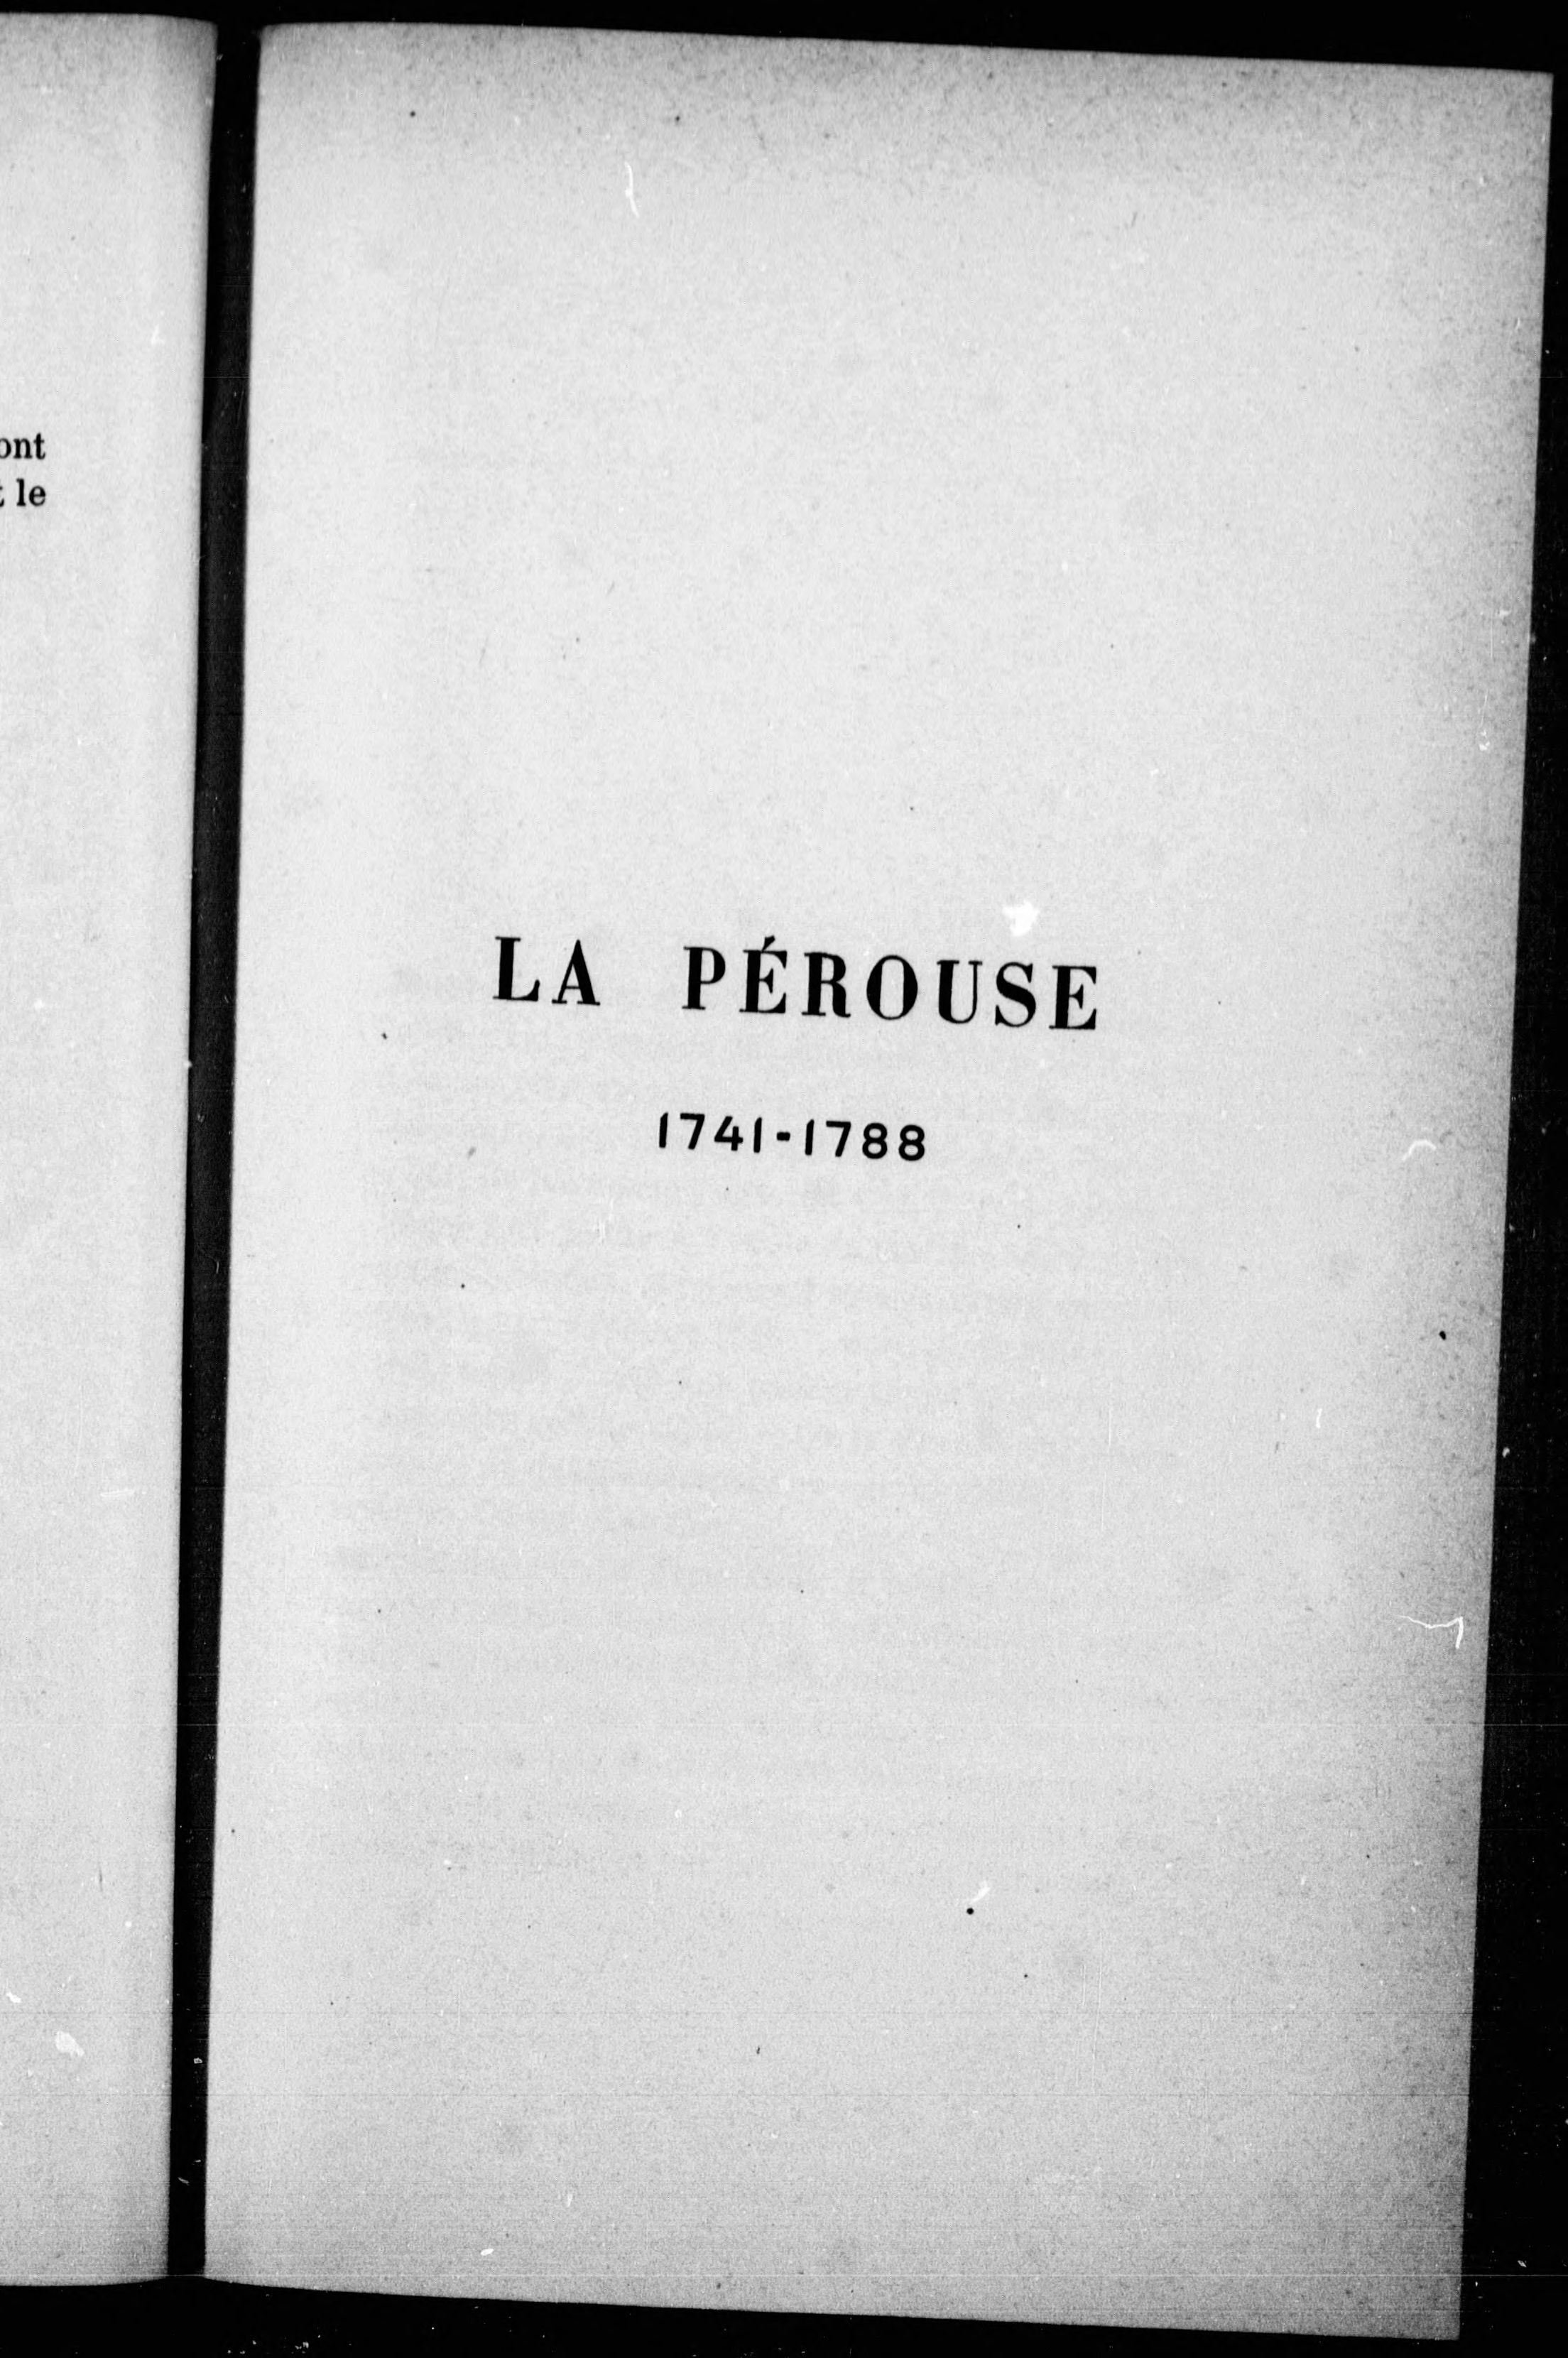 ont
le
LA PÉROUSE
1741-1788